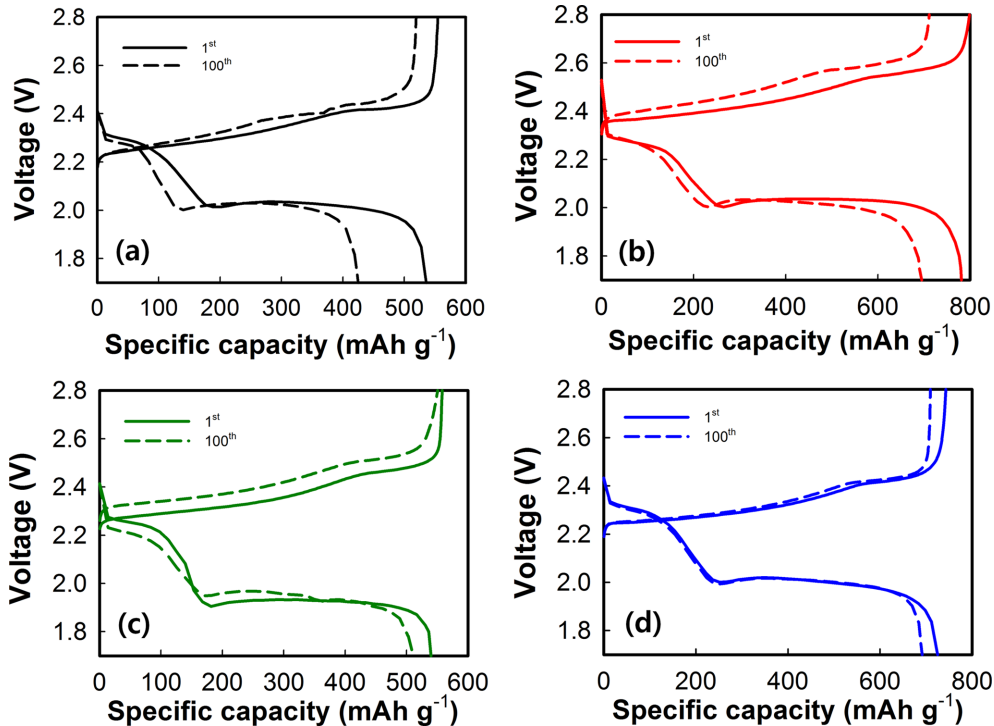 2.8
2.6
2.4
2.2
2.0
1.8
Voltage (V)
1st
100th
(a)
0 100 200 300 400 500 600
Specific capacity (mAh g-1)
2.8
2.6
2.4
2.2
2.0
1.8
Voltage (V)
1st
100th
(b)
0 200 400 600 800
Specific capacity (mAh g-1)
2.8
2.6
2.4
2.2
2.0
1.8
Voltage (V)
1st
100th
(c)
0 100 200 300 400 500 600
Specific capacity (mAh g-1)
2.8
2.6
2.4
2.2
2.0
1.8
Voltage (V)
1st
100th
(d)
0 200 400 600 800
Specific capacity (mAh g-1)